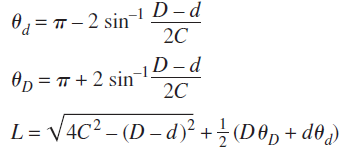 θ_d = π − 2 sin⁻¹ (D − d)/(2C)
θ_D = π + 2 sin⁻¹ (D − d)/(2C)
L = √(4C² − (D − d)²) + ½ (Dθ_D + dθ_d)